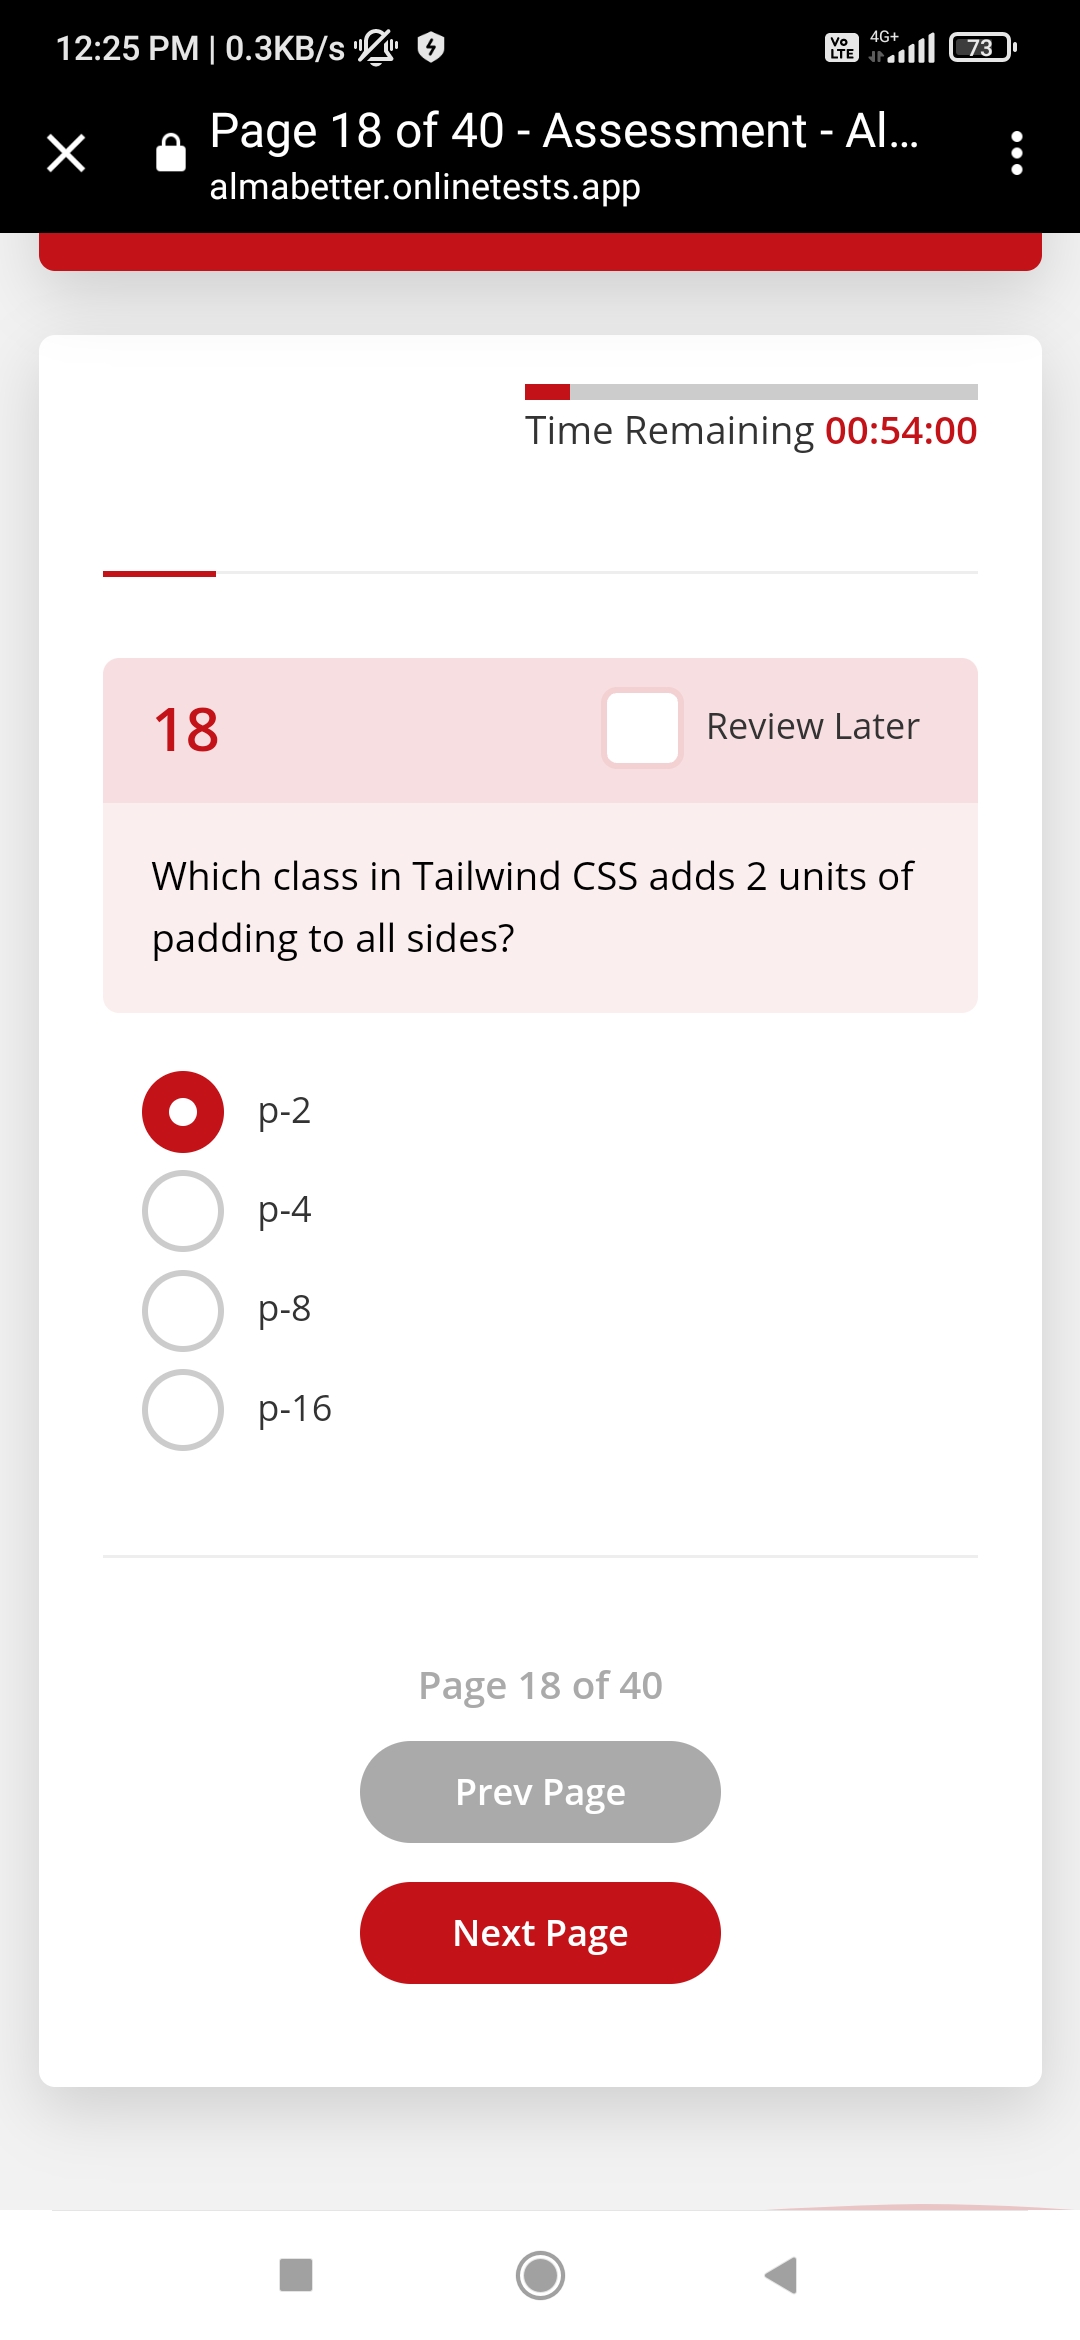 12:25 PM | 0.3KB/s
Vo LTE 4G+ 73
Page 18 of 40 - Assessment - Al...
almabetter.onlinetests.app
Time Remaining 00:54:00
18
Review Later
Which class in Tailwind CSS adds 2 units of
padding to all sides?
p-2
p-4
p-8
p-16
Page 18 of 40
Prev Page
Next Page